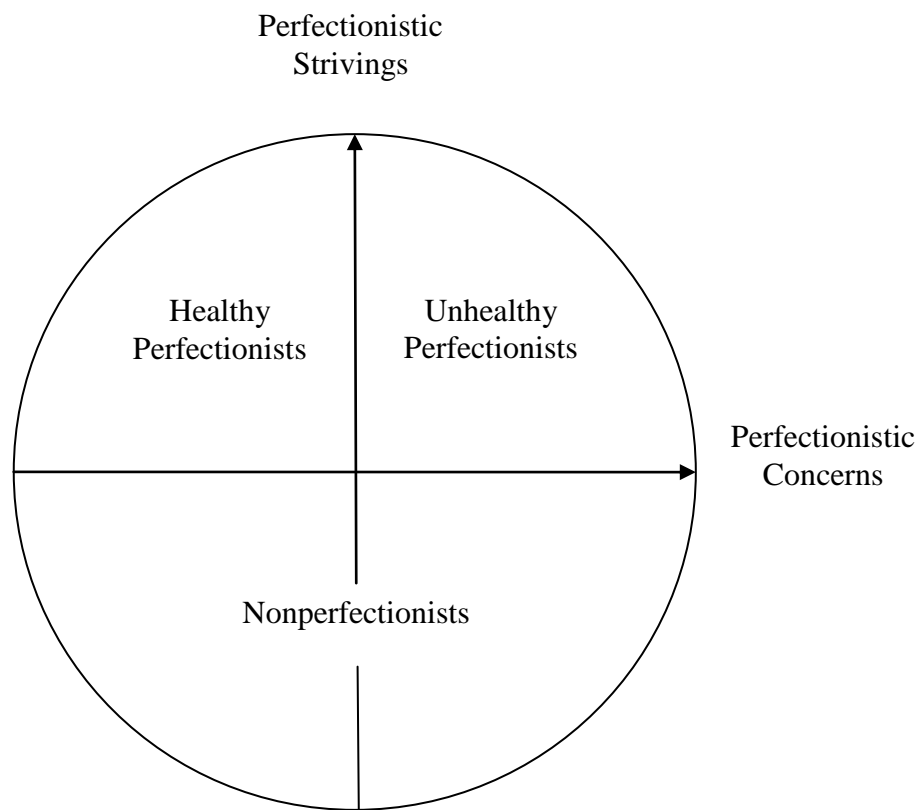 Perfectionistic
Strivings
Healthy
Perfectionists
Unhealthy
Perfectionists
Perfectionistic
Concerns
Nonperfectionists